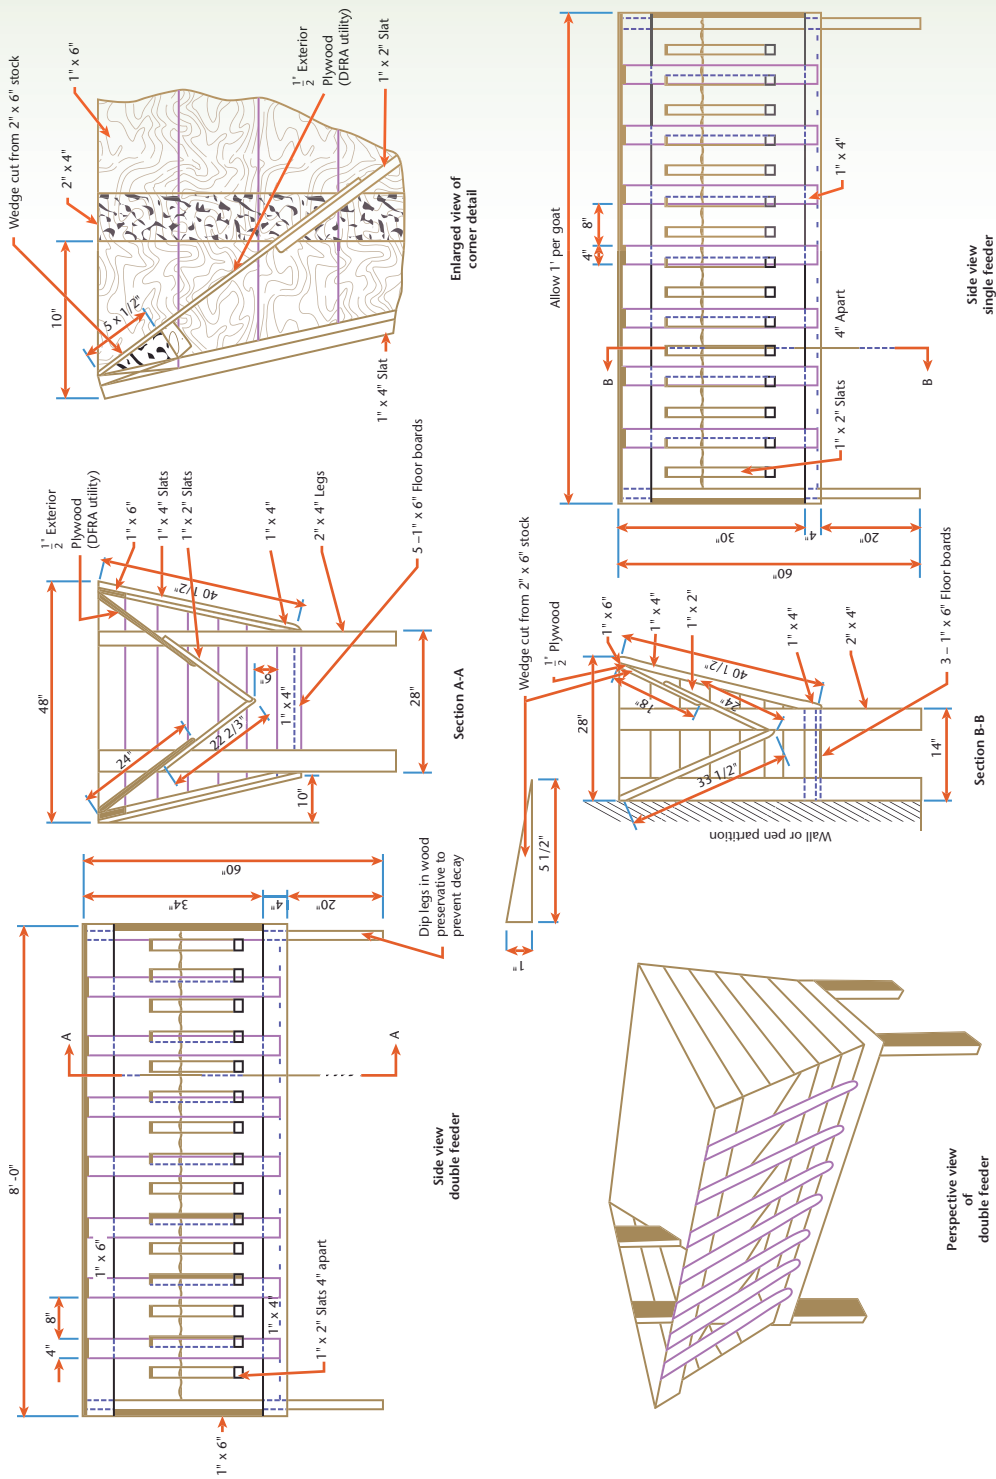 8' -0"
4"
8"
1" x 6"
A
34"
4"
20"
60"
1" x 6"
1" x 4"
A
1" x 2" Slats 4" apart
Dip legs in wood
preservative to
prevent decay
Side view
double feeder
48"
1"
2
Exterior
Plywood
(DFRA utility)
1" x 6"
1" x 4" Slats
1" x 2" Slats
24"
22 2/3"
40 1/2"
6"
1" x 4"
1" x 4"
2" x 4" Legs
10"
28"
5 –1" x 6" Floor boards
Section A-A
Wedge cut from 2" x 6" stock
10"
2" x 4"
1" x 6"
5 x 1/2"
1"
2
Exterior
Plywood
(DFRA utility)
1" x 4" Slat
1" x 2" Slat
Enlarged view of
corner detail
Perspective view
of
double feeder
1"
5 1/2"
Wedge cut from 2" x 6" stock
1"
2
Plywood
28"
1" x 6"
1" x 4"
1" x 2"
18"
24"
40 1/2"
33 1/2"
Wall or pen partition
1" x 4"
2" x 4"
14"
3 – 1" x 6" Floor boards
Section B-B
Allow 1' per goat
4"
8"
B
30"
4"
20"
60"
1" x 2" Slats
4" Apart
1" x 4"
B
Side view
single feeder